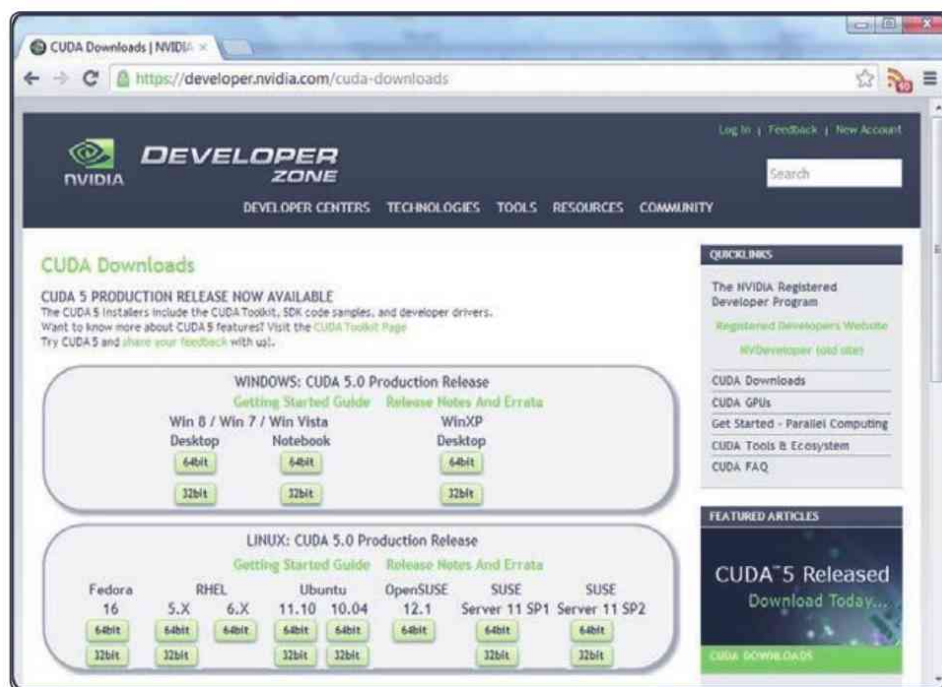 CUDA Downloads | NVIDIA
https://developer.nvidia.com/cuda-downloads
10
Log In | Feedback | New Account
NVIDIA
DEVELOPER
ZONE
Search
DEVELOPER CENTERS TECHNOLOGIES TOOLS RESOURCES COMMUNITY
CUDA Downloads
CUDA 5 PRODUCTION RELEASE NOW AVAILABLE
The CUDA 5 Installers include the CUDA Toolkit, SDK code samples, and developer drivers.
Want to know more about CUDA 5 features? Visit the CUDA Toolkit Page
Try CUDA 5 and share your feedback with us!.
WINDOWS: CUDA 5.0 Production Release
Getting Started Guide Release Notes And Errata
Win 8 / Win 7 / Win Vista WinXP
Desktop Notebook Desktop
64bit 64bit 64bit
32bit 32bit 32bit
LINUX: CUDA 5.0 Production Release
Getting Started Guide Release Notes And Errata
Fedora RHEL Ubuntu OpenSUSE SUSE SUSE
16 5.X 6.X 11.10 10.04 12.1 Server 11 SP1 Server 11 SP2
64bit 64bit 64bit 64bit 64bit 64bit 64bit 64bit
32bit 32bit 32bit 32bit 32bit 32bit
QUICKLINKS
The NVIDIA Registered
Developer Program
Registered Developers Website
NVDeveloper (old site)
CUDA Downloads
CUDA GPUs
Get Started - Parallel Computing
CUDA Tools & Ecosystem
CUDA FAQ
FEATURED ARTICLES
CUDA™ 5 Released
Download Today...
CUDA DOWNLOADS